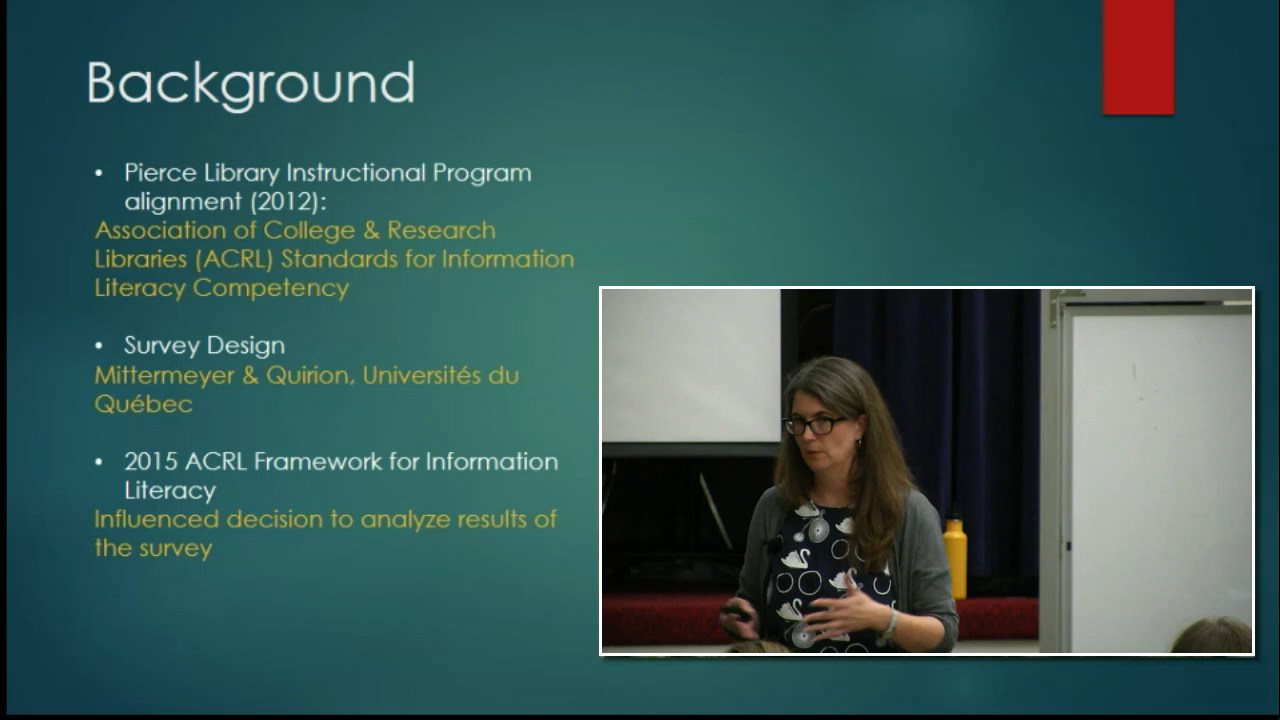 Background
• Pierce Library Instructional Program
alignment (2012):
Association of College & Research
Libraries (ACRL) Standards for Information
Literacy Competency
• Survey Design
Mittermeyer & Quirion, Universités du
Québec
• 2015 ACRL Framework for Information
Literacy
Influenced decision to analyze results of
the survey